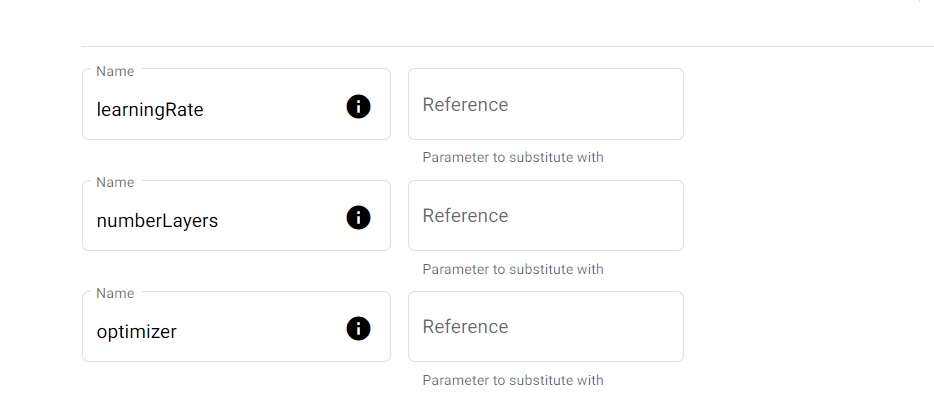 Name
learningRate
Reference
Parameter to substitute with
Name
numberLayers
Reference
Parameter to substitute with
Name
optimizer
Reference
Parameter to substitute with